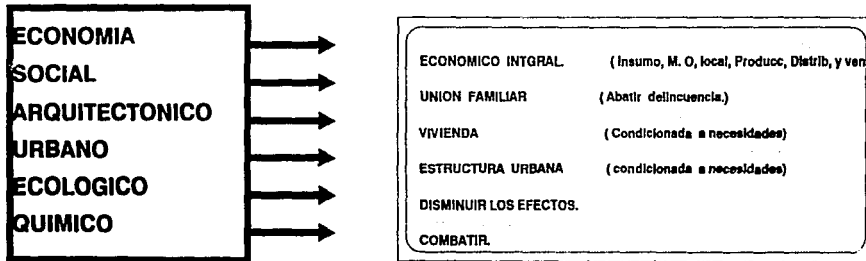 ECONOMIA
SOCIAL
ARQUITECTONICO
URBANO
ECOLOGICO
QUIMICO
ECONOMICO INTGRAL. (Insumo, M. O, local, Producc, Distrib, y ven
UNION FAMILIAR (Abatir delincuencia.)
VIVIENDA (Condicionada a necesidades)
ESTRUCTURA URBANA (condicionada a necesidades)
DISMINUIR LOS EFECTOS.
COMBATIR.